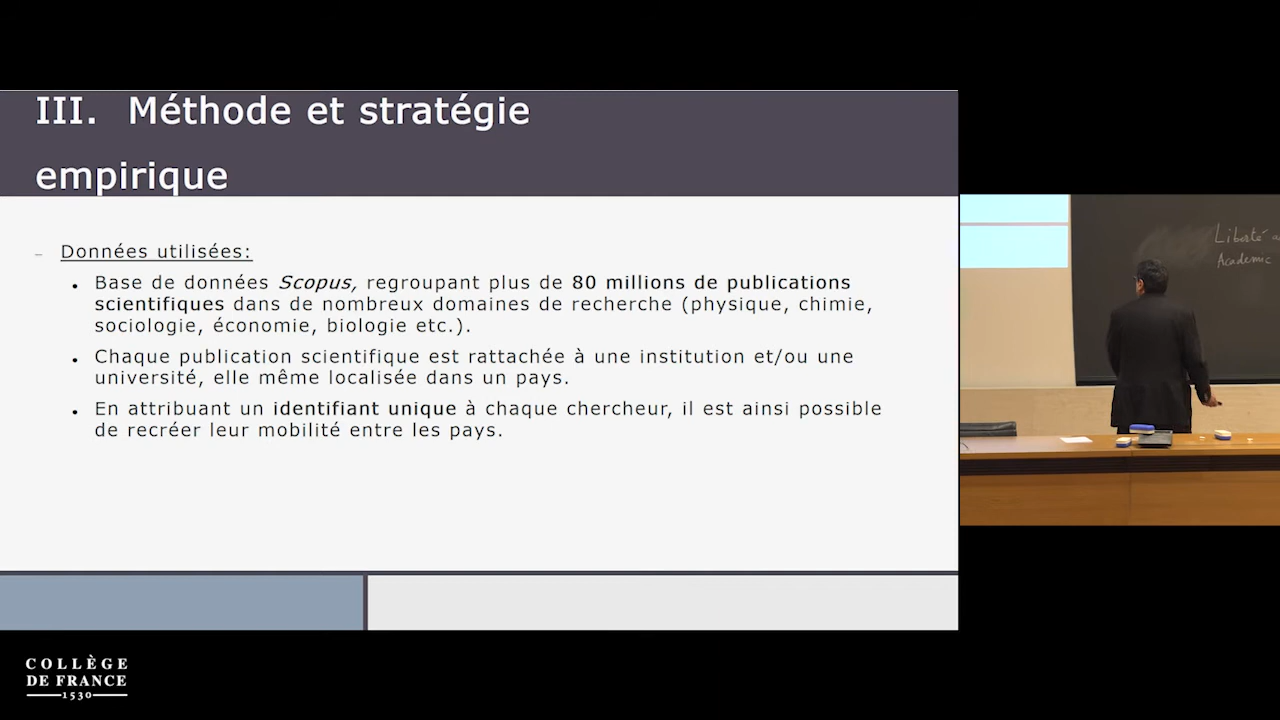 III. Méthode et stratégie
empirique
– Données utilisées:
• Base de données Scopus, regroupant plus de 80 millions de publications
scientifiques dans de nombreux domaines de recherche (physique, chimie,
sociologie, économie, biologie etc.).
• Chaque publication scientifique est rattachée à une institution et/ou une
université, elle même localisée dans un pays.
• En attribuant un identifiant unique à chaque chercheur, il est ainsi possible
de recréer leur mobilité entre les pays.
Liberté
Academic
COLLÈGE
DE FRANCE
1530